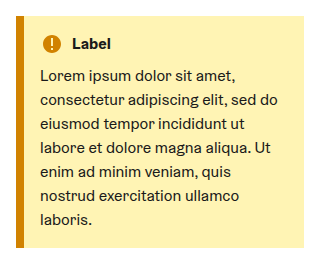 Label
Lorem ipsum dolor sit amet,
consectetur adipiscing elit, sed do
eiusmod tempor incididunt ut
labore et dolore magna aliqua. Ut
enim ad minim veniam, quis
nostrud exercitation ullamco
laboris.